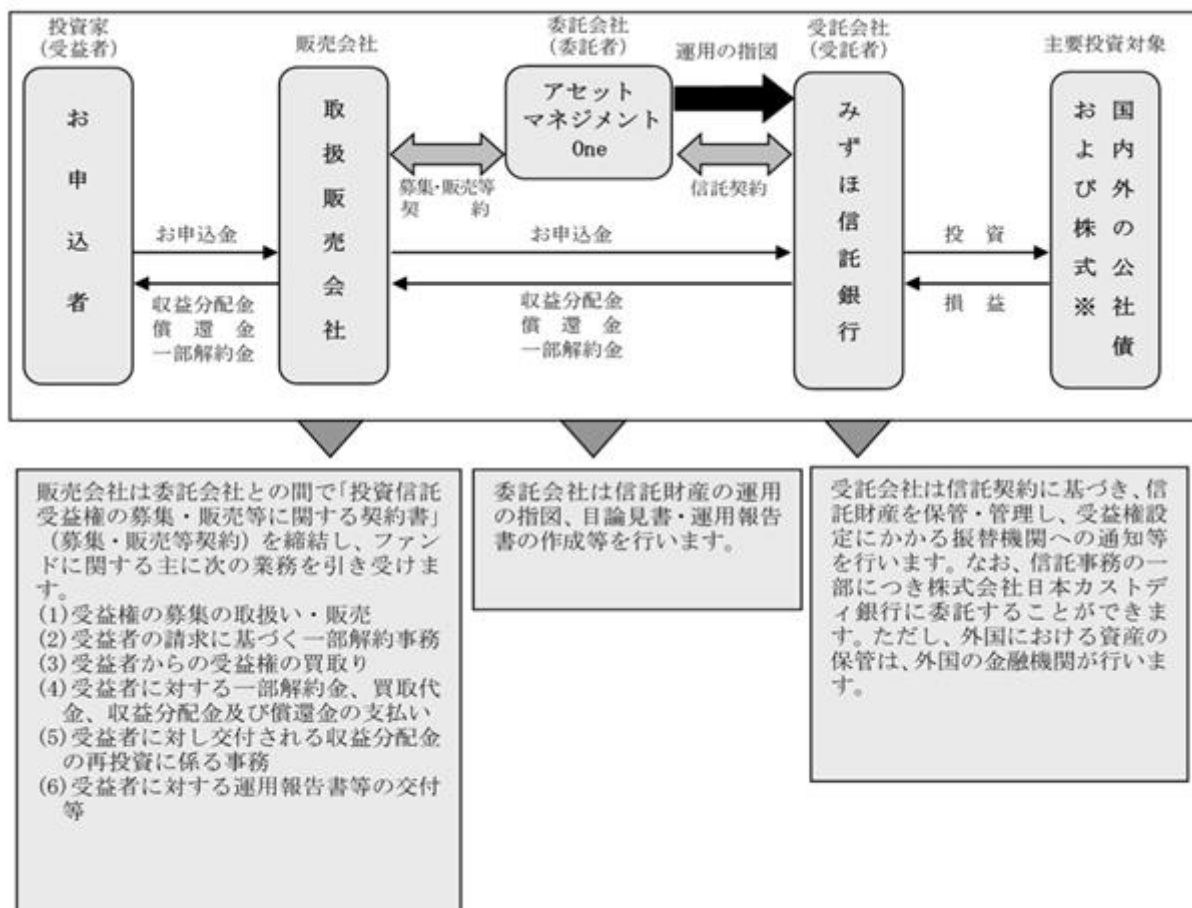 投資家
(受益者)
販売会社
委託会社
(委託者)
運用の指図
受託会社
(受託者)
主要投資対象
お申込者
取扱販売会社
アセット
マネジメント
One
みずほ信託銀行
国内外の公社債
および株式※
募集・販売等
契　約
信託契約
お申込金
お申込金
投　資
収益分配金
償　還　金
一部解約金
収益分配金
償　還　金
一部解約金
損　益
販売会社は委託会社との間で「投資信託
受益権の募集・販売等に関する契約書」
（募集・販売等契約）を締結し、ファン
ドに関する主に次の業務を引き受けま
す。
(1)受益権の募集の取扱い・販売
(2)受益者の請求に基づく一部解約事務
(3)受益者からの受益権の買取り
(4)受益者に対する一部解約金、買取代
金、収益分配金及び償還金の支払い
(5)受益者に対し交付される収益分配金
の再投資に係る事務
(6)受益者に対する運用報告書等の交付
等
委託会社は信託財産の運用
の指図、目論見書・運用報告
書の作成等を行います。
受託会社は信託契約に基づき、信
託財産を保管・管理し、受益権設
定にかかる振替機関への通知等
を行います。なお、信託事務の一
部につき株式会社日本カストデ
ィ銀行に委託することができま
す。ただし、外国における資産の
保管は、外国の金融機関が行いま
す。